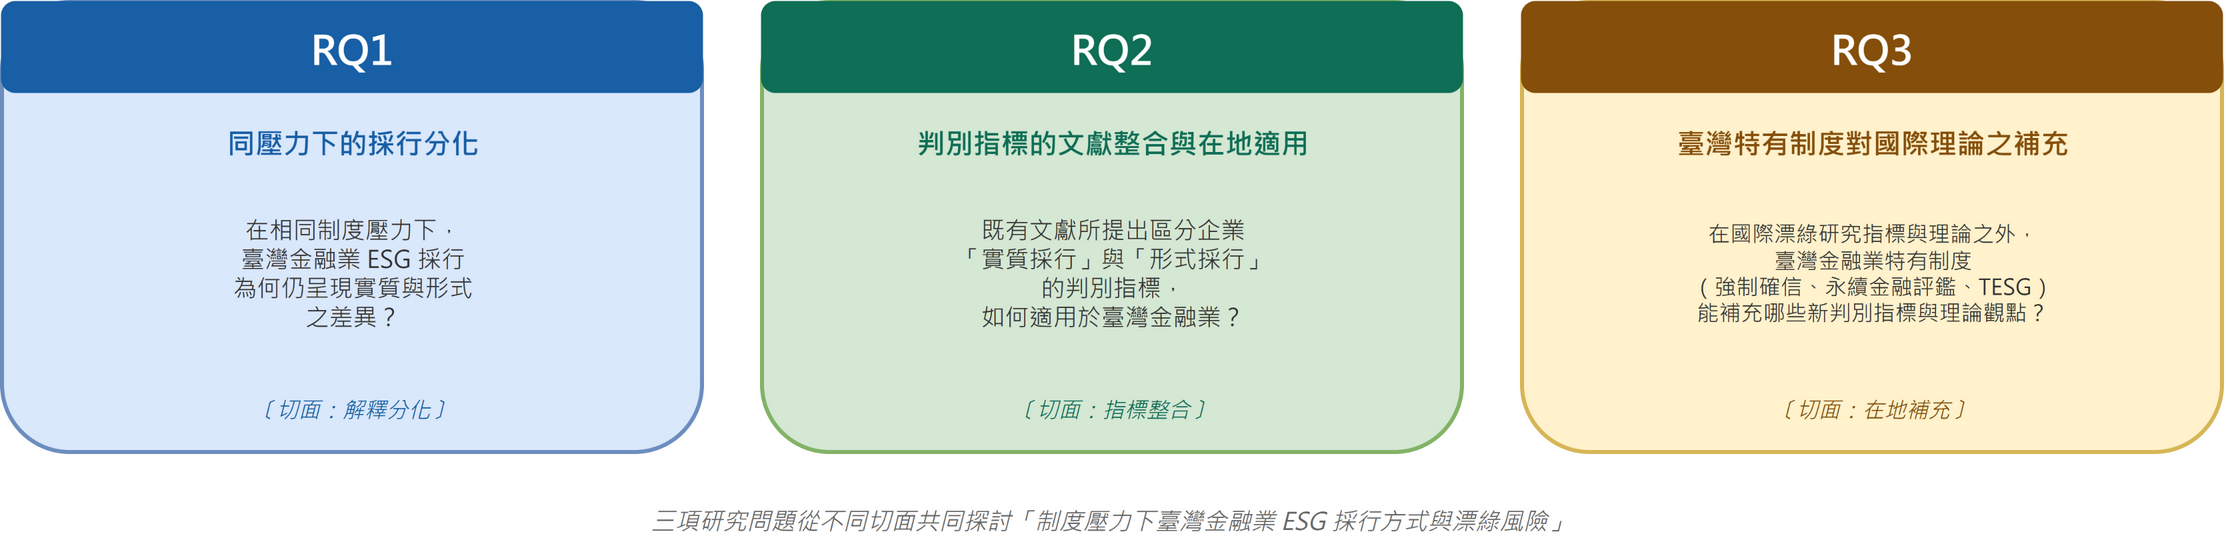 RQ1
同壓力下的採行分化
在相同制度壓力下，
臺灣金融業 ESG 採行
為何仍呈現實質與形式
之差異？
〔切面：解釋分化〕
RQ2
判別指標的文獻整合與在地適用
既有文獻所提出區分企業
「實質採行」與「形式採行」
的判別指標，
如何適用於臺灣金融業？
〔切面：指標整合〕
RQ3
臺灣特有制度對國際理論之補充
在國際漂綠研究指標與理論之外，
臺灣金融業特有制度
（強制確信、永續金融評鑑、TESG）
能補充哪些新判別指標與理論觀點？
〔切面：在地補充〕
三項研究問題從不同切面共同探討「制度壓力下臺灣金融業 ESG 採行方式與漂綠風險」